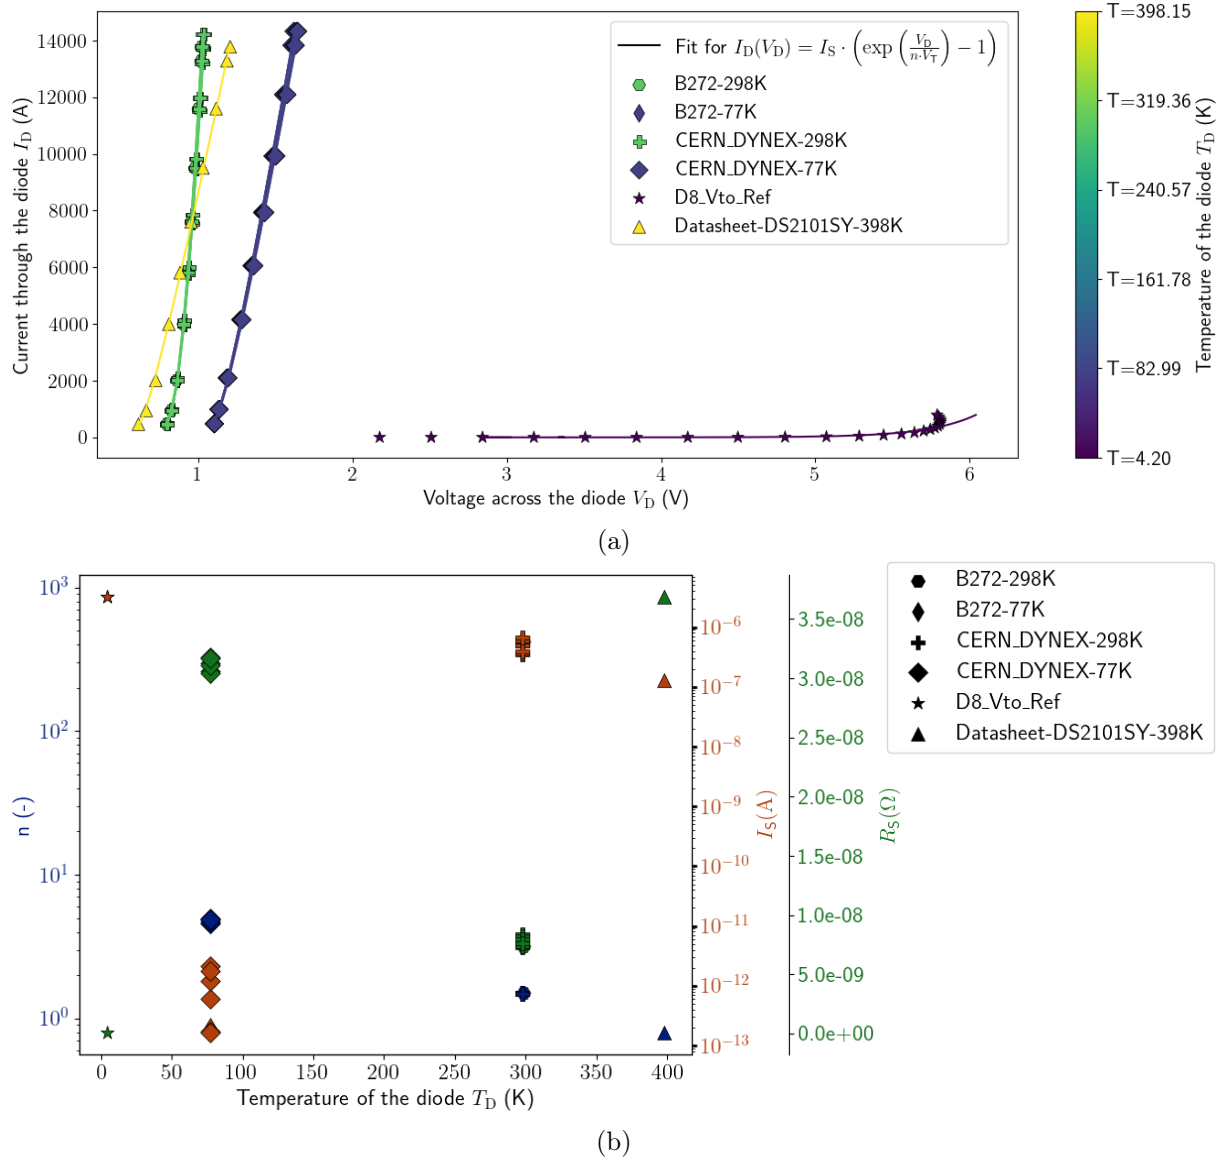 Fit for I_D(V_D) = I_S · (exp (V_D / n·V_T) − 1)
B272-298K
B272-77K
CERN_DYNEX-298K
CERN_DYNEX-77K
D8_Vto_Ref
Datasheet-DS2101SY-398K
Current through the diode I_D (A)
14000
12000
10000
8000
6000
4000
2000
0
1
2
3
4
5
6
Voltage across the diode V_D (V)
T=398.15
T=319.36
T=240.57
T=161.78
T=82.99
T=4.20
Temperature of the diode T_D (K)
(a)
n (-)
10^3
10^2
10^1
10^0
0
50
100
150
200
250
300
350
400
Temperature of the diode T_D (K)
10^−6
10^−7
10^−8
10^−9
10^−10
10^−11
10^−12
10^−13
I_S(A)
3.5e-08
3.0e-08
2.5e-08
2.0e-08
1.5e-08
1.0e-08
5.0e-09
0.0e+00
R_S(Ω)
B272-298K
B272-77K
CERN_DYNEX-298K
CERN_DYNEX-77K
D8_Vto_Ref
Datasheet-DS2101SY-398K
(b)